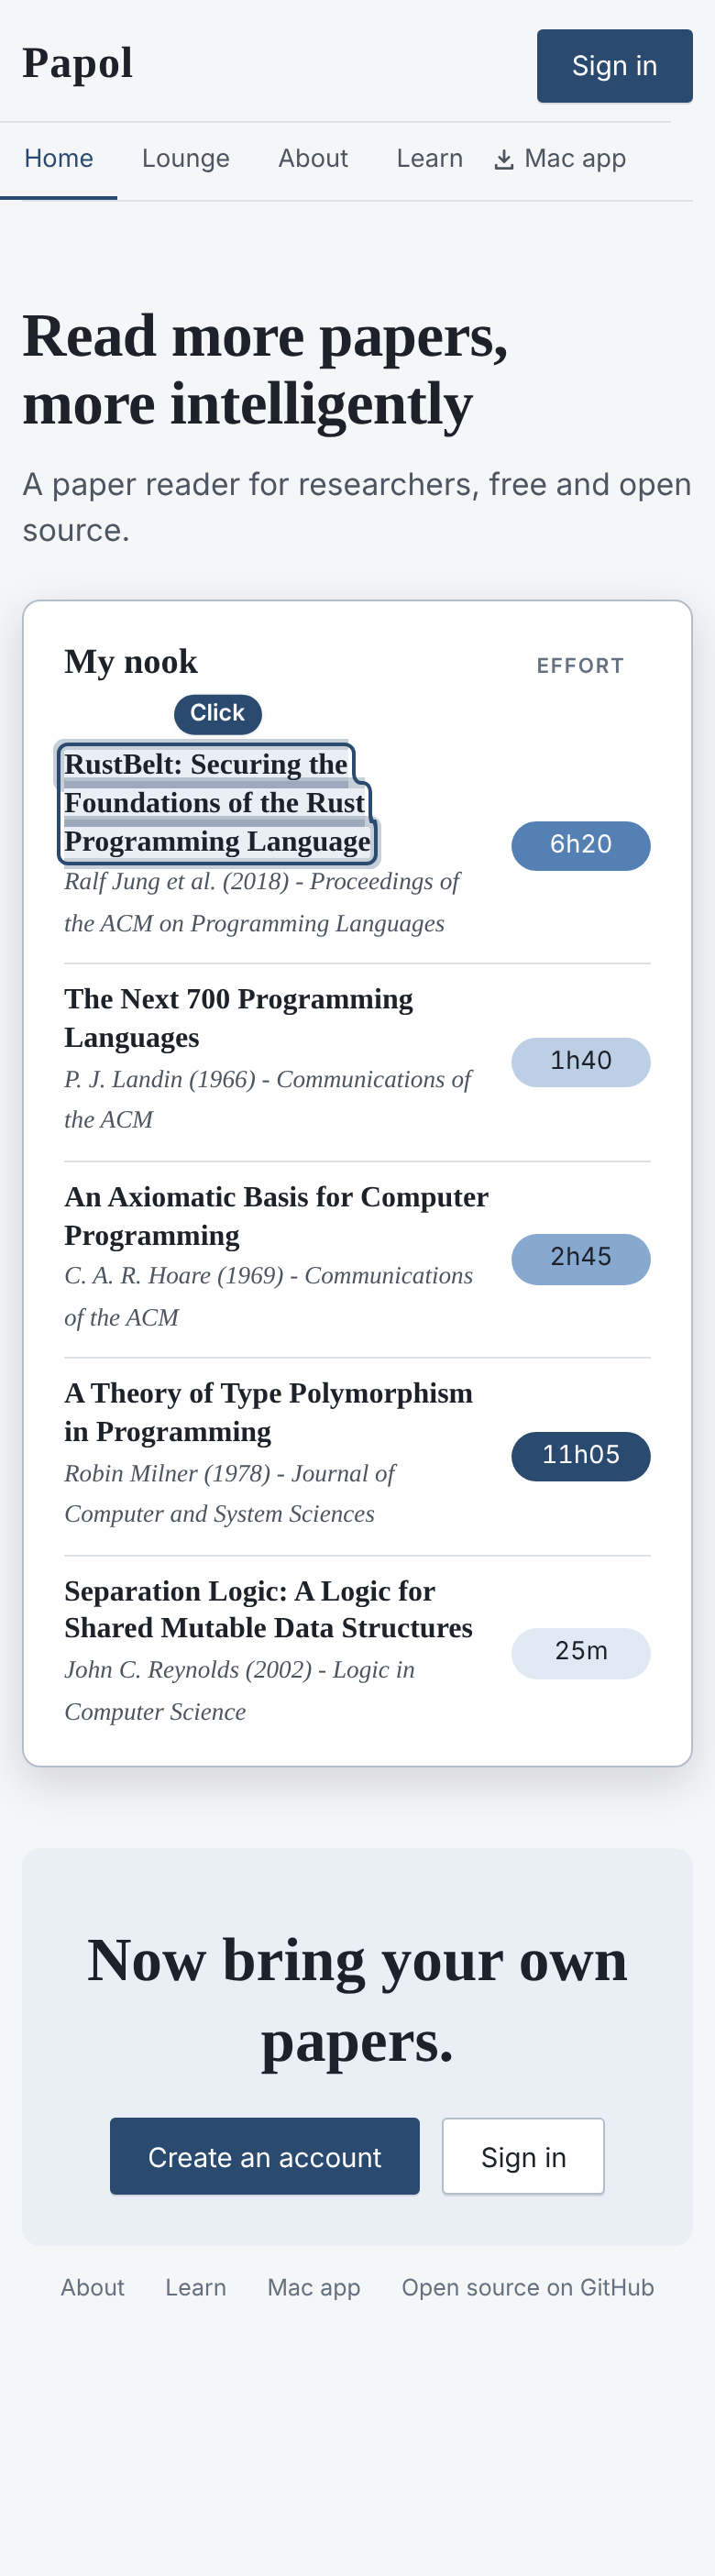 Papol
Sign in
Home Lounge About Learn Mac app
Read more papers,
more intelligently
A paper reader for researchers, free and open
source.
My nook
EFFORT
Click
RustBelt: Securing the
Foundations of the Rust
Programming Language
6h20
Ralf Jung et al. (2018) - Proceedings of
the ACM on Programming Languages
The Next 700 Programming
Languages
1h40
P. J. Landin (1966) - Communications of
the ACM
An Axiomatic Basis for Computer
Programming
2h45
C. A. R. Hoare (1969) - Communications
of the ACM
A Theory of Type Polymorphism
in Programming
11h05
Robin Milner (1978) - Journal of
Computer and System Sciences
Separation Logic: A Logic for
Shared Mutable Data Structures
25m
John C. Reynolds (2002) - Logic in
Computer Science
Now bring your own
papers.
Create an account
Sign in
About Learn Mac app Open source on GitHub